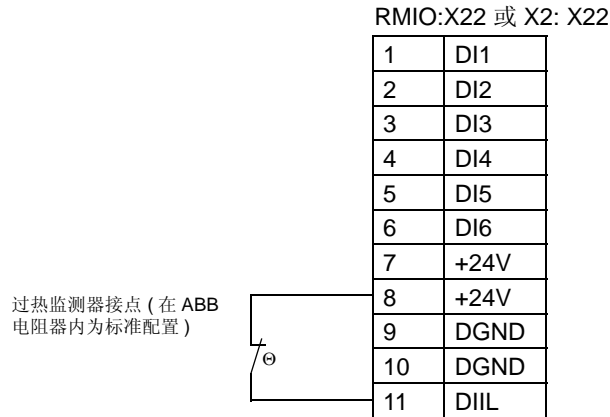 RMIO:X22 或 X2: X22
1 DI1
2 DI2
3 DI3
4 DI4
5 DI5
6 DI6
7 +24V
8 +24V
9 DGND
10 DGND
11 DIIL
过热监测器接点 ( 在 ABB
电阻器内为标准配置 )
Θ